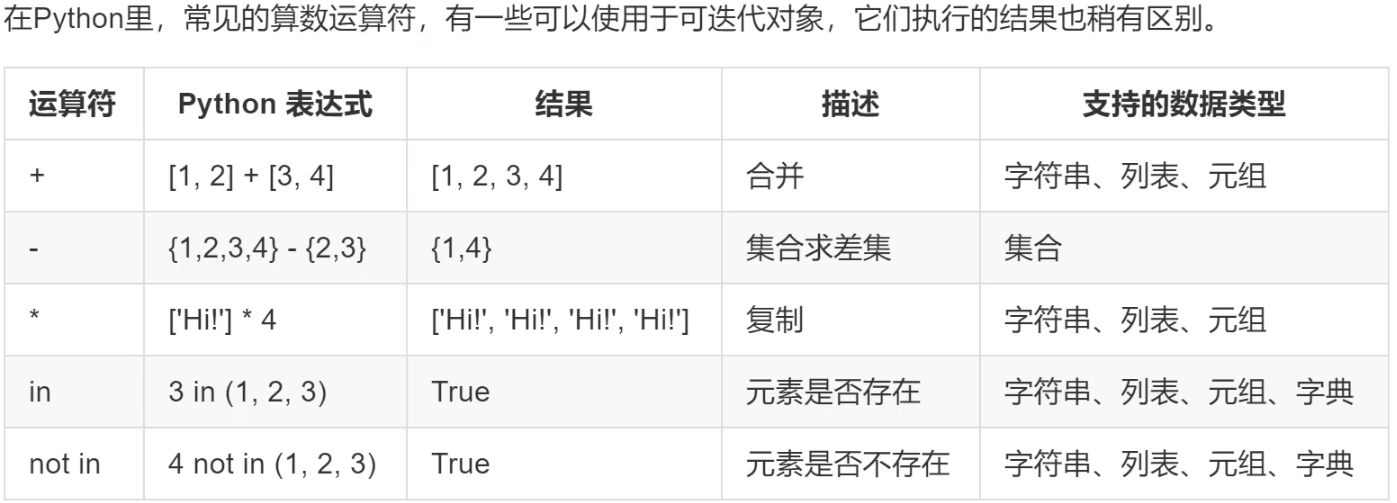 在Python里，常见的算数运算符，有一些可以使用于可迭代对象，它们执行的结果也稍有区别。
运算符 Python 表达式 结果 描述 支持的数据类型
+ [1, 2] + [3, 4] [1, 2, 3, 4] 合并 字符串、列表、元组
- {1,2,3,4} - {2,3} {1,4} 集合求差集 集合
* ['Hi!'] * 4 ['Hi!', 'Hi!', 'Hi!', 'Hi!'] 复制 字符串、列表、元组
in 3 in (1, 2, 3) True 元素是否存在 字符串、列表、元组、字典
not in 4 not in (1, 2, 3) True 元素是否不存在 字符串、列表、元组、字典